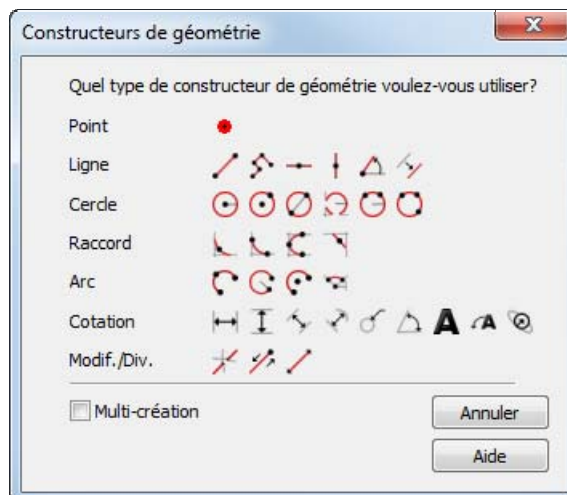 Constructeurs de géométrie
Quel type de constructeur de géométrie voulez-vous utiliser?
Point
Ligne
Cercle
Raccord
Arc
Cotation
A A
Modif./Div.
Multi-création
Annuler
Aide